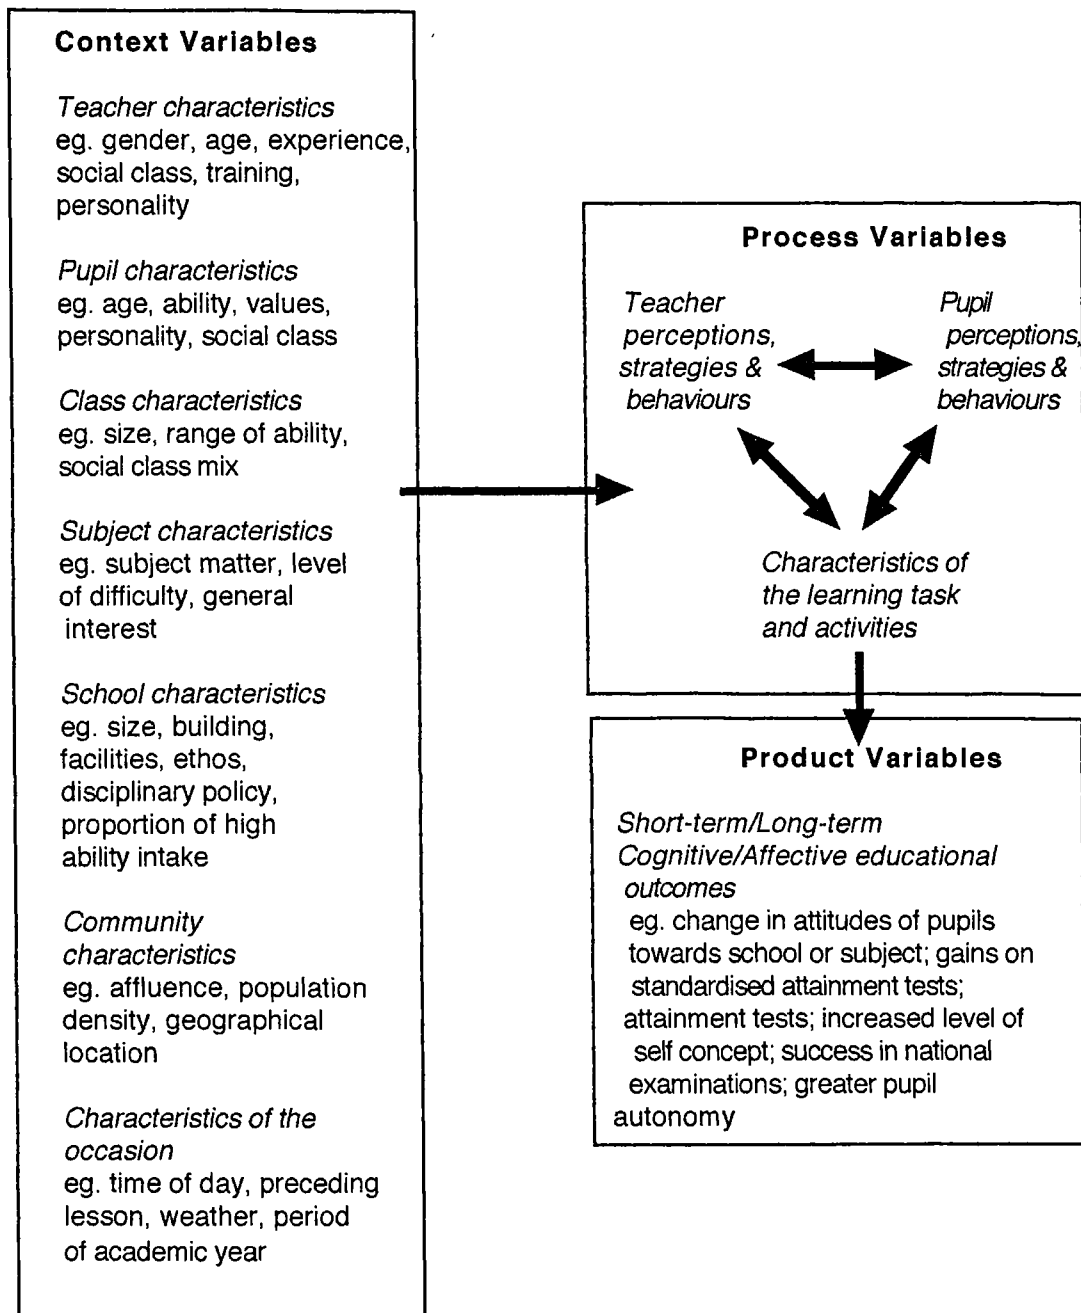 Context Variables
Teacher characteristics
eg. gender, age, experience,
social class, training,
personality
Pupil characteristics
eg. age, ability, values,
personality, social class
Class characteristics
eg. size, range of ability,
social class mix
Subject characteristics
eg. subject matter, level
of difficulty, general
interest
School characteristics
eg. size, building,
facilities, ethos,
disciplinary policy,
proportion of high
ability intake
Community
characteristics
eg. affluence, population
density, geographical
location
Characteristics of the
occasion
eg. time of day, preceding
lesson, weather, period
of academic year
Process Variables
Teacher
perceptions,
strategies &
behaviours
Pupil
perceptions,
strategies &
behaviours
Characteristics of
the learning task
and activities
Product Variables
Short-term/Long-term
Cognitive/Affective educational
outcomes
eg. change in attitudes of pupils
towards school or subject; gains on
standardised attainment tests;
attainment tests; increased level of
self concept; success in national
examinations; greater pupil
autonomy